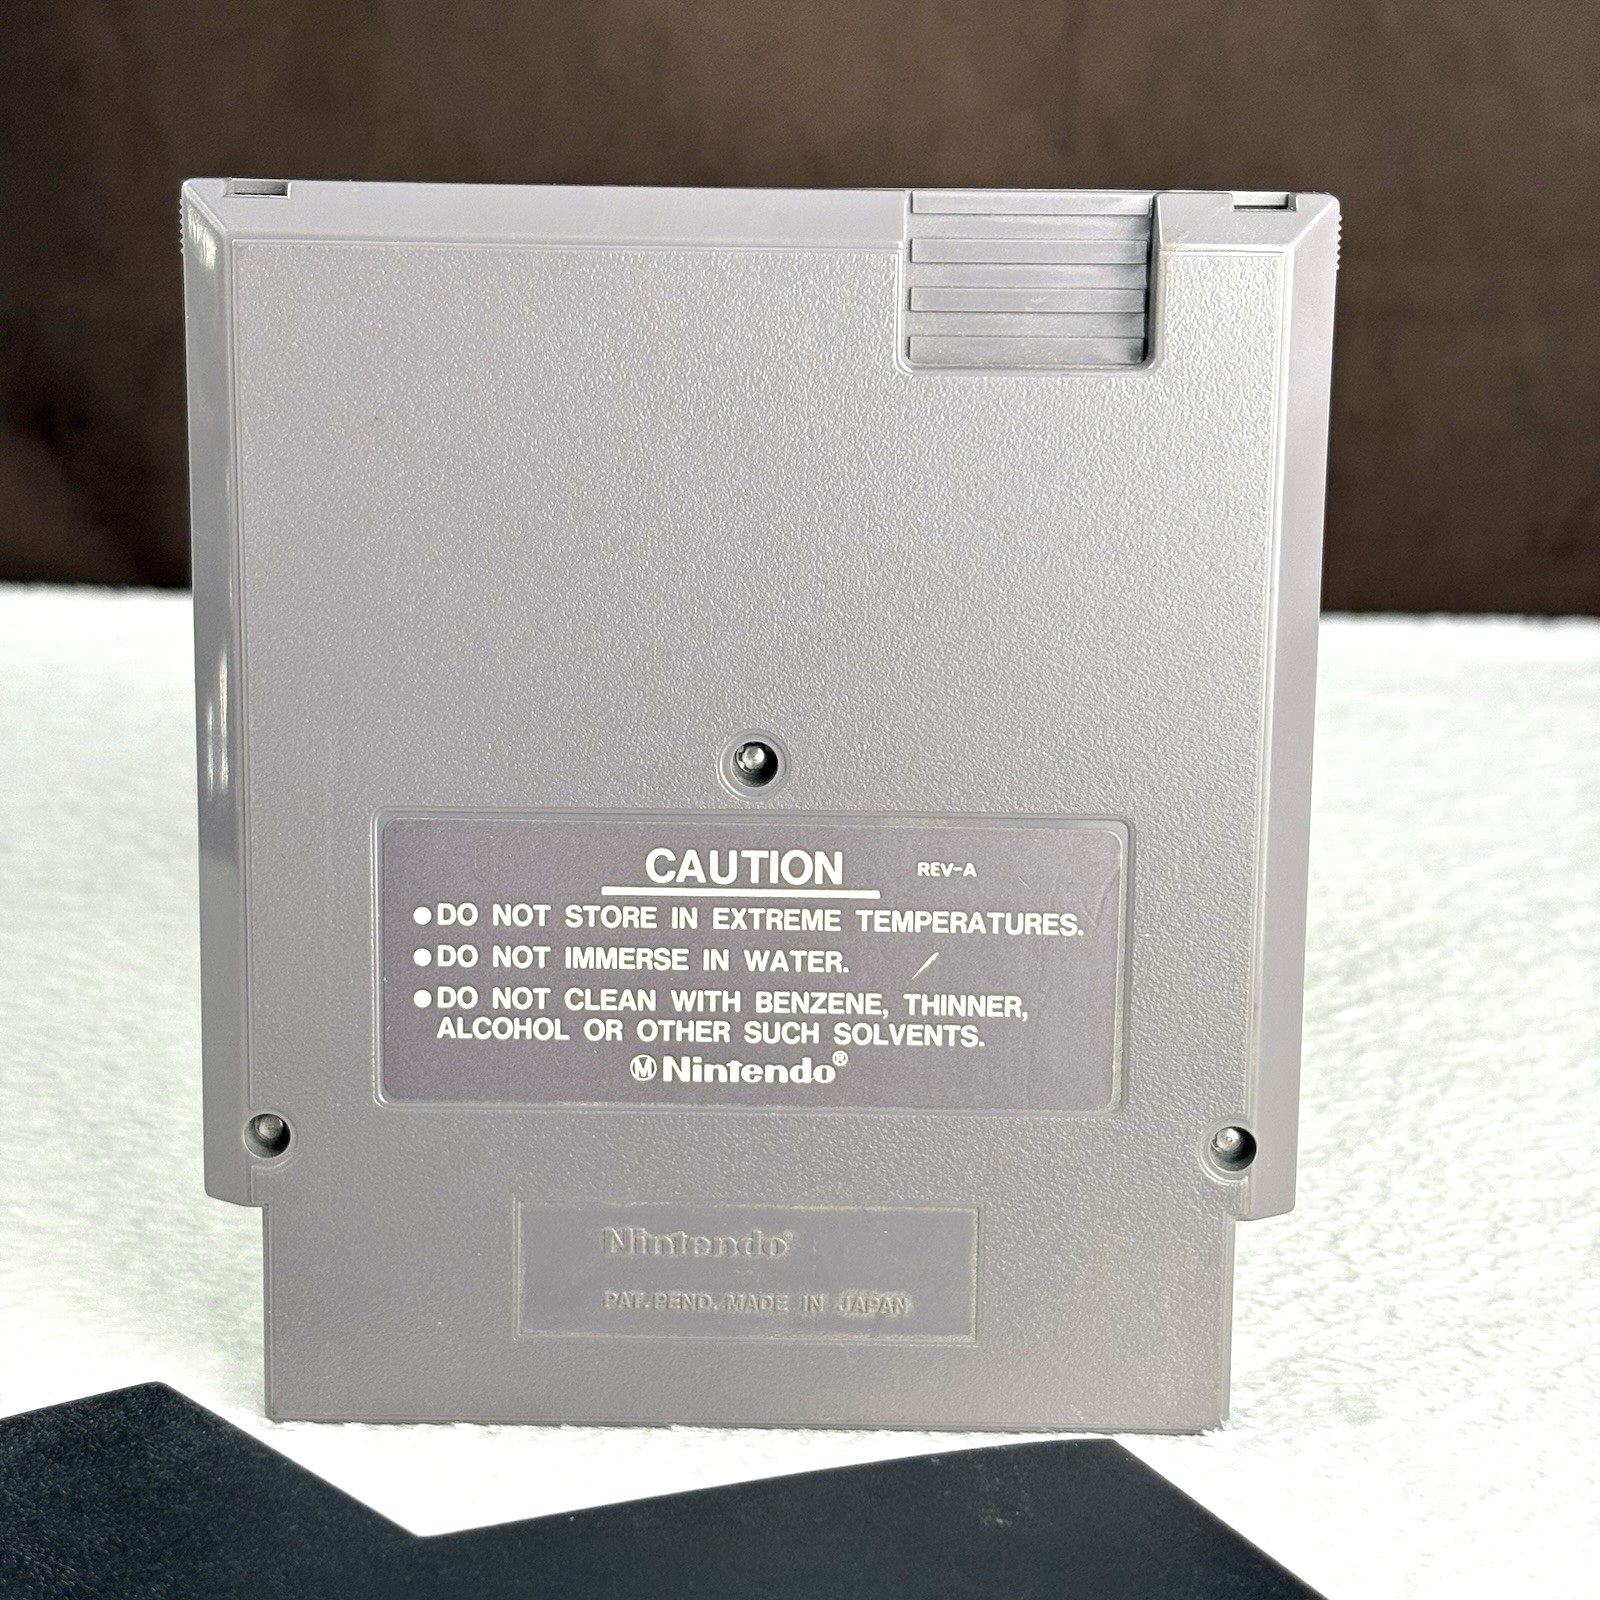 CAUTION REV-A
●DO NOT STORE IN EXTREME TEMPERATURES.
●DO NOT IMMERSE IN WATER.
●DO NOT CLEAN WITH BENZENE, THINNER,
ALCOHOL OR OTHER SUCH SOLVENTS.
Ⓜ Nintendo®
Nintendo®
PAT. PEND. MADE IN JAPAN